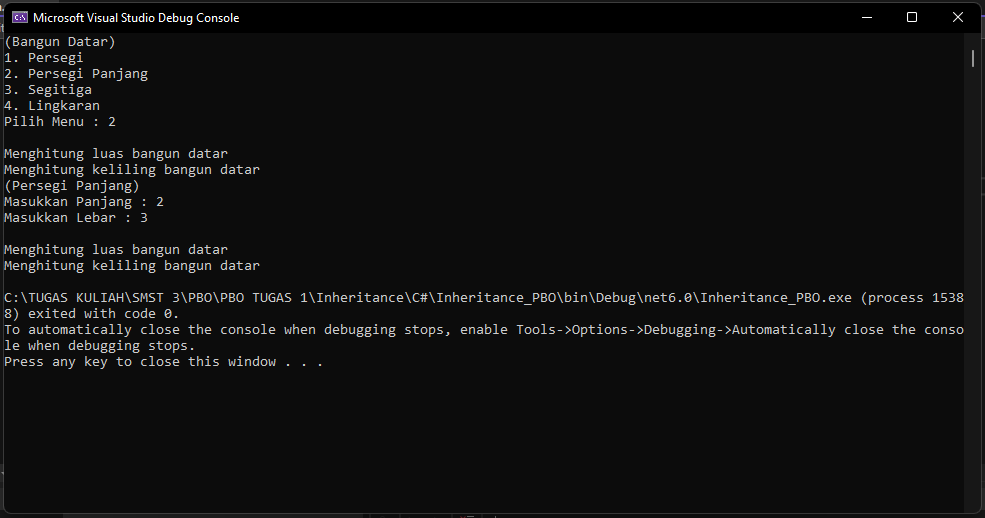 Microsoft Visual Studio Debug Console
(Bangun Datar)
1. Persegi
2. Persegi Panjang
3. Segitiga
4. Lingkaran
Pilih Menu : 2
Menghitung luas bangun datar
Menghitung keliling bangun datar
(Persegi Panjang)
Masukkan Panjang : 2
Masukkan Lebar : 3
Menghitung luas bangun datar
Menghitung keliling bangun datar
C:\TUGAS KULIAH\SMST 3\PBO\PBO TUGAS 1\Inheritance\C#\Inheritance_PBO\bin\Debug\net6.0\Inheritance_PBO.exe (process 1538
8) exited with code 0.
To automatically close the console when debugging stops, enable Tools->Options->Debugging->Automatically close the conso
le when debugging stops.
Press any key to close this window . . .